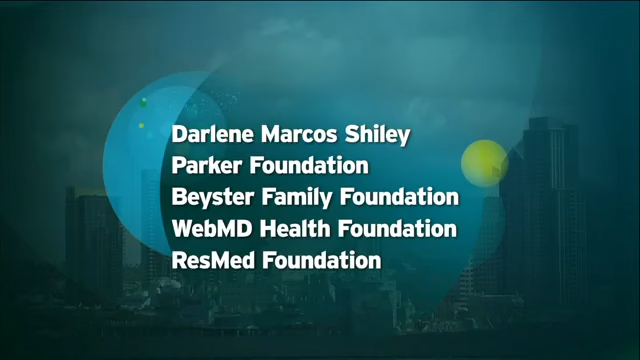 Darlene Marcos Shiley
Parker Foundation
Beyster Family Foundation
WebMD Health Foundation
ResMed Foundation